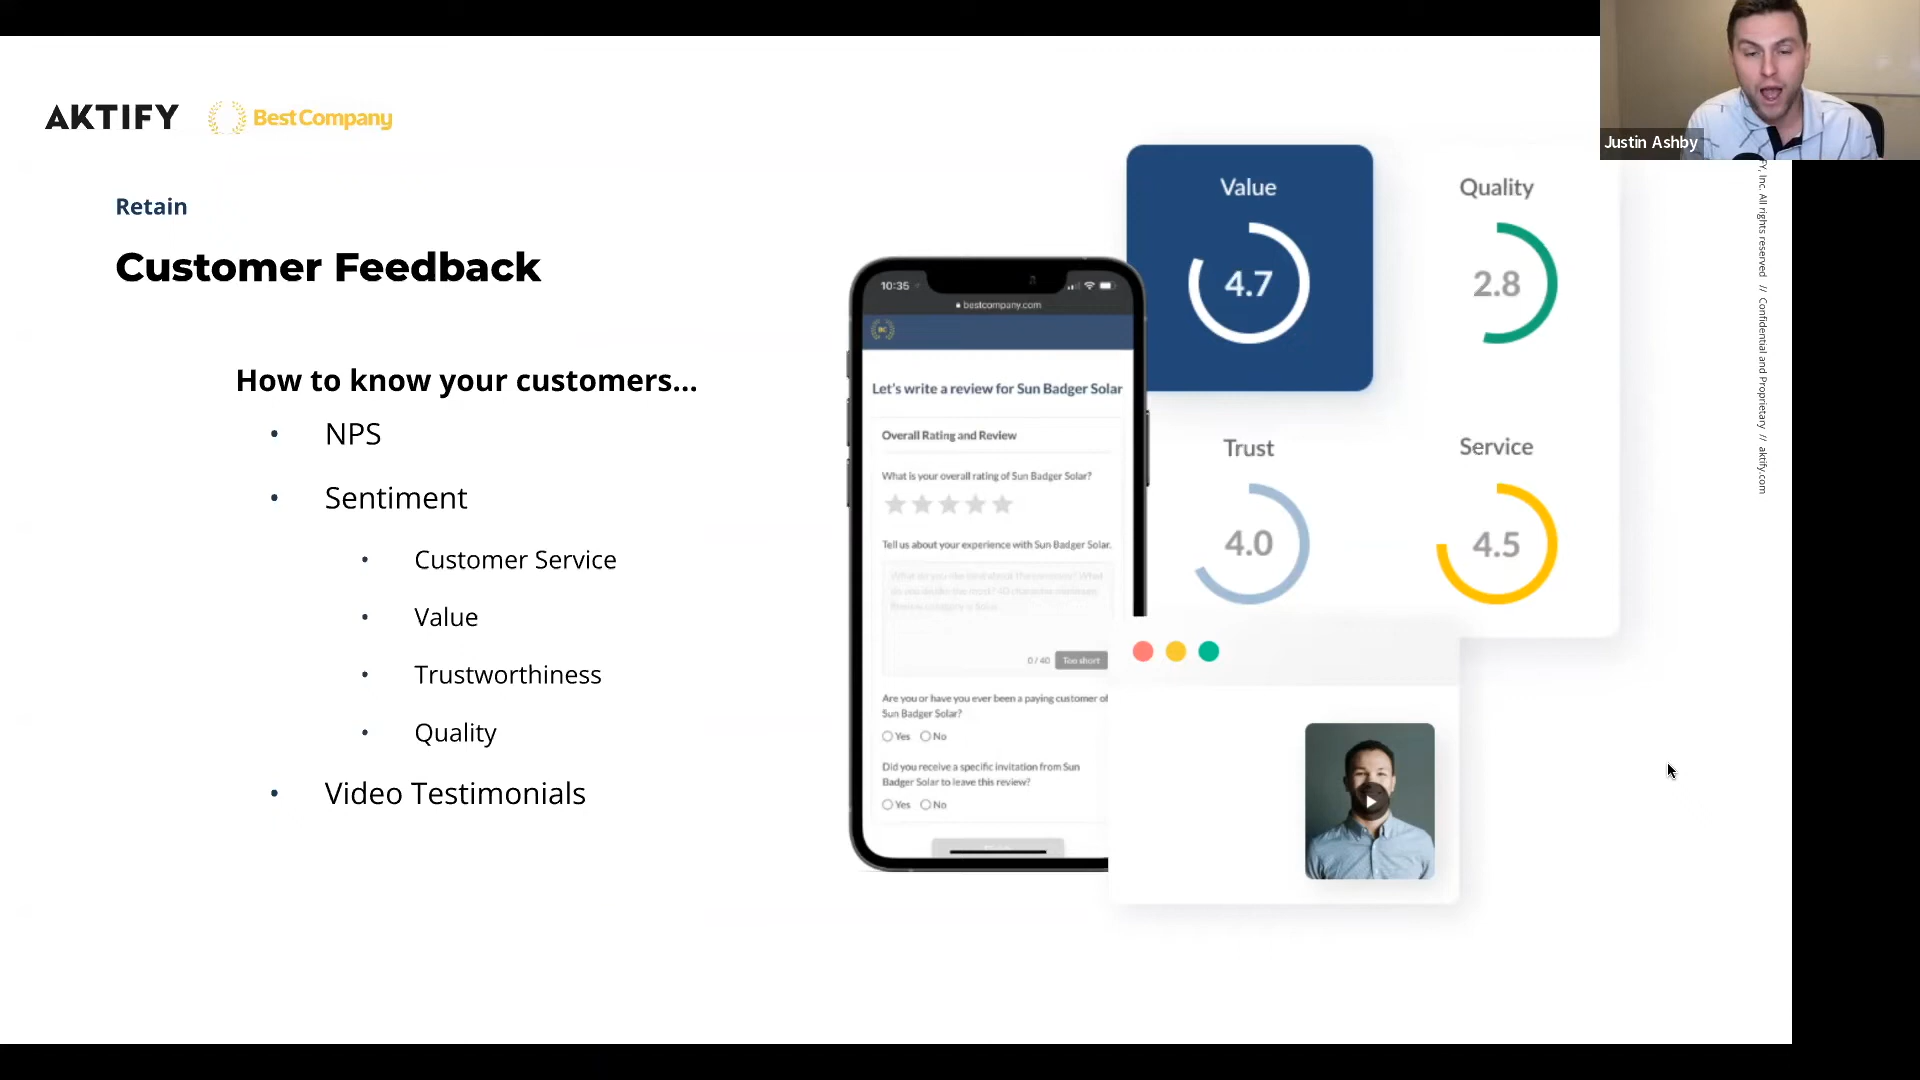 AKTIFY
BestCompany
Justin Ashby
Retain
Customer Feedback
How to know your customers...
• NPS
• Sentiment
• Customer Service
• Value
• Trustworthiness
• Quality
• Video Testimonials
10:35
bestcompany.com
BC
Let's write a review for Sun Badger Solar
Overall Rating and Review
What is your overall rating of Sun Badger Solar?
Tell us about your experience with Sun Badger Solar.
0 / 40 Too short
Are you or have you ever been a paying customer of
Sun Badger Solar?
Yes No
Did you receive a specific invitation from Sun
Badger Solar to leave this review?
Yes No
Value
4.7
Quality
2.8
Trust
4.0
Service
4.5
Inc. All rights reserved // Confidential and Proprietary // aktify.com